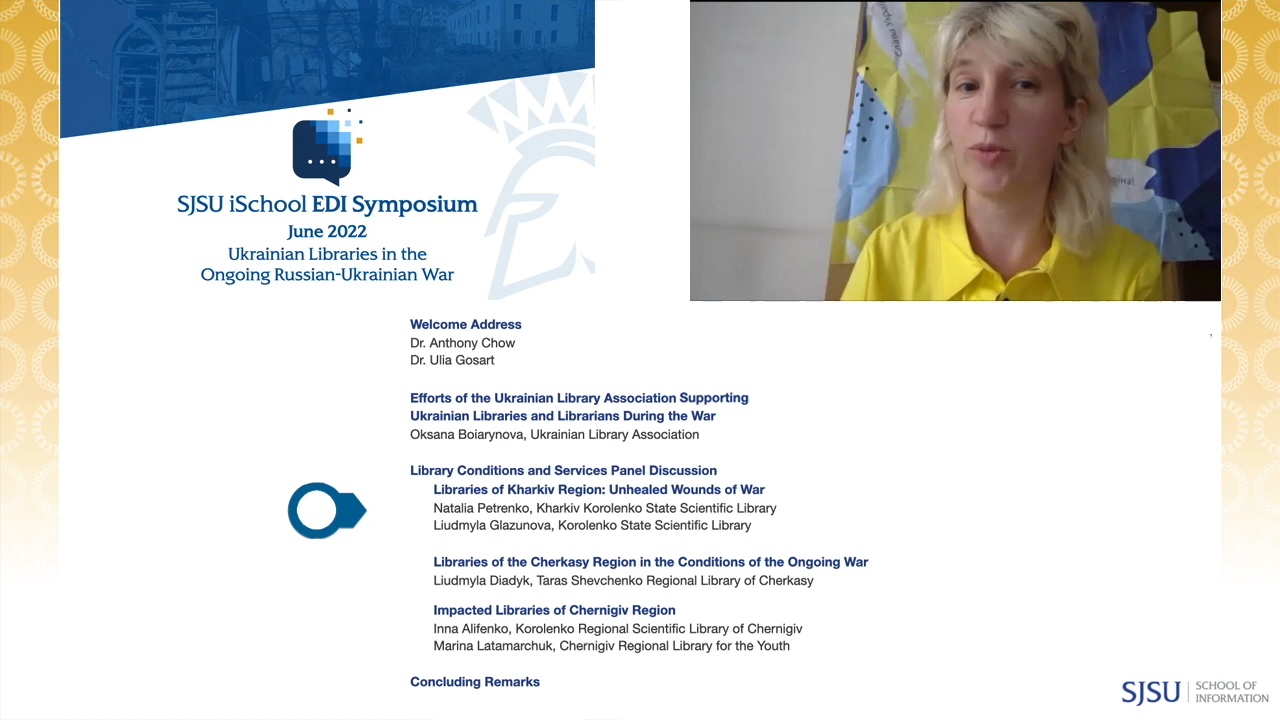 SJSU iSchool EDI Symposium
June 2022
Ukrainian Libraries in the
Ongoing Russian-Ukrainian War
Welcome Address
Dr. Anthony Chow
Dr. Ulia Gosart
Efforts of the Ukrainian Library Association Supporting
Ukrainian Libraries and Librarians During the War
Oksana Boiarynova, Ukrainian Library Association
Library Conditions and Services Panel Discussion
Libraries of Kharkiv Region: Unhealed Wounds of War
Natalia Petrenko, Kharkiv Korolenko State Scientific Library
Liudmyla Glazunova, Korolenko State Scientific Library
Libraries of the Cherkasy Region in the Conditions of the Ongoing War
Liudmyla Diadyk, Taras Shevchenko Regional Library of Cherkasy
Impacted Libraries of Chernigiv Region
Inna Alifenko, Korolenko Regional Scientific Library of Chernigiv
Marina Latamarchuk, Chernigiv Regional Library for the Youth
Concluding Remarks
SJSU SCHOOL OF
INFORMATION